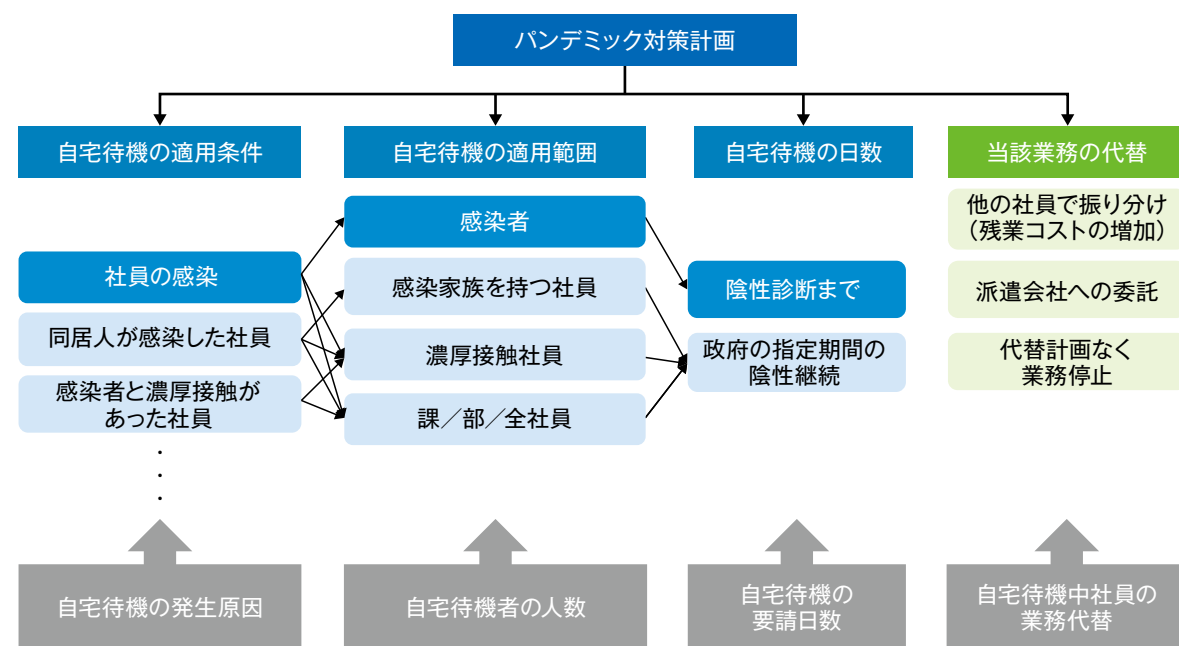 パンデミック対策計画
自宅待機の適用条件
自宅待機の適用範囲
自宅待機の日数
当該業務の代替
社員の感染
同居人が感染した社員
感染者と濃厚接触が
あった社員
・
・
・
感染者
感染家族を持つ社員
濃厚接触社員
課／部／全社員
陰性診断まで
政府の指定期間の
陰性継続
他の社員で振り分け
（残業コストの増加）
派遣会社への委託
代替計画なく
業務停止
自宅待機の発生原因
自宅待機者の人数
自宅待機の
要請日数
自宅待機中社員の
業務代替